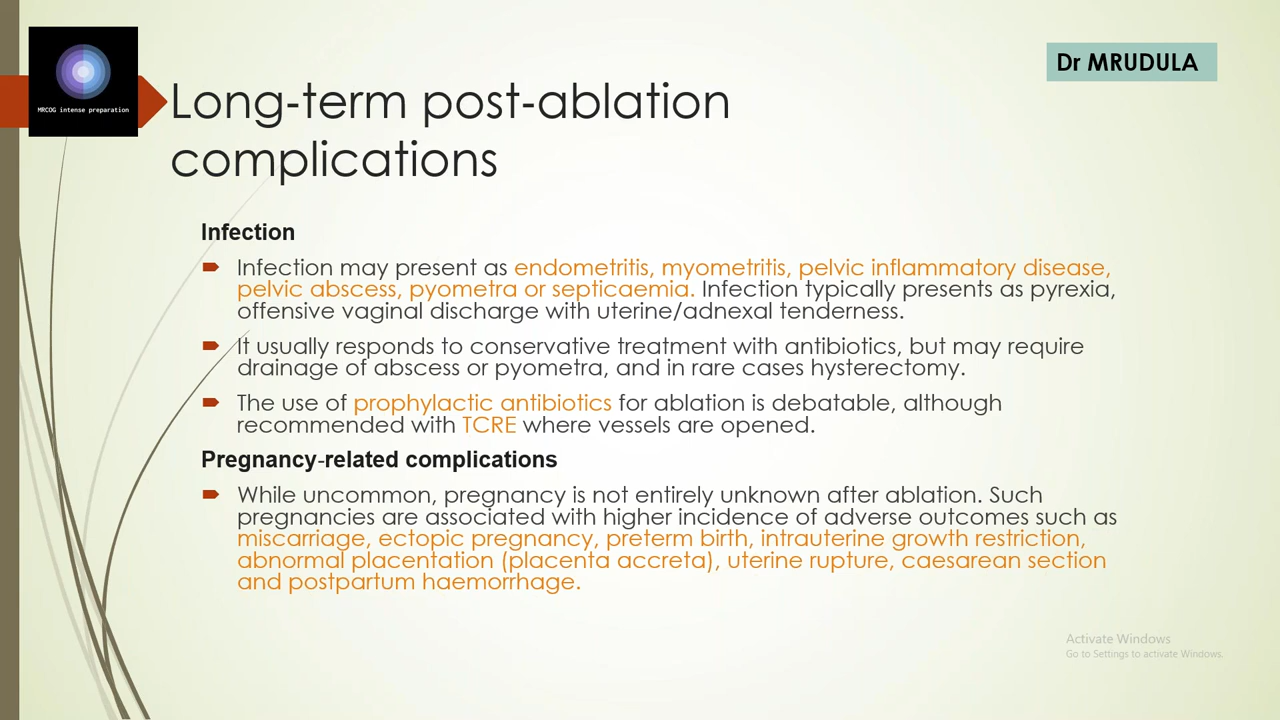 MRCOG intense preparation
Dr MRUDULA
Long-term post-ablation
complications
Infection
Infection may present as endometritis, myometritis, pelvic inflammatory disease,
pelvic abscess, pyometra or septicaemia. Infection typically presents as pyrexia,
offensive vaginal discharge with uterine/adnexal tenderness.
It usually responds to conservative treatment with antibiotics, but may require
drainage of abscess or pyometra, and in rare cases hysterectomy.
The use of prophylactic antibiotics for ablation is debatable, although
recommended with TCRE where vessels are opened.
Pregnancy-related complications
While uncommon, pregnancy is not entirely unknown after ablation. Such
pregnancies are associated with higher incidence of adverse outcomes such as
miscarriage, ectopic pregnancy, preterm birth, intrauterine growth restriction,
abnormal placentation (placenta accreta), uterine rupture, caesarean section
and postpartum haemorrhage.
Activate Windows
Go to Settings to activate Windows.